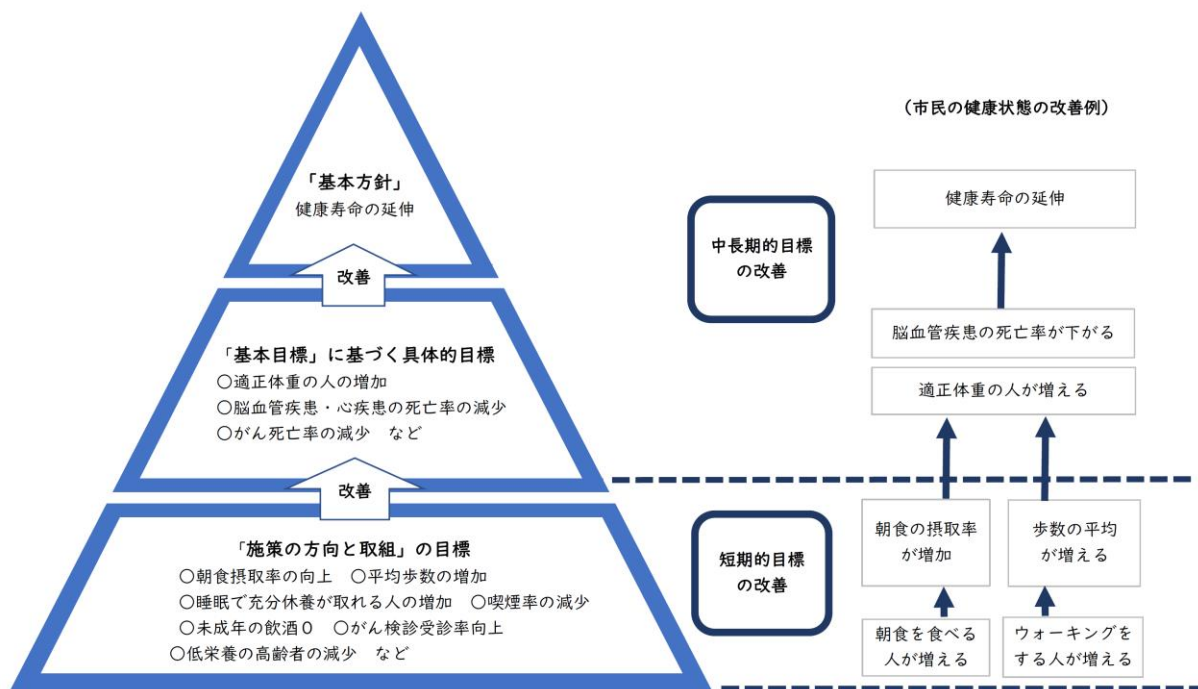 「基本方針」
健康寿命の延伸
改善
「基本目標」に基づく具体的目標
○適正体重の人の増加
○脳血管疾患・心疾患の死亡率の減少
○がん死亡率の減少　など
改善
「施策の方向と取組」の目標
○朝食摂取率の向上　○平均歩数の増加
○睡眠で充分休養が取れる人の増加　○喫煙率の減少
○未成年の飲酒０　○がん検診受診率向上
○低栄養の高齢者の減少　など
（市民の健康状態の改善例）
中長期的目標
の改善
健康寿命の延伸
脳血管疾患の死亡率が下がる
適正体重の人が増える
短期的目標
の改善
朝食の摂取率
が増加
歩数の平均
が増える
朝食を食べる
人が増える
ウォーキングを
する人が増える